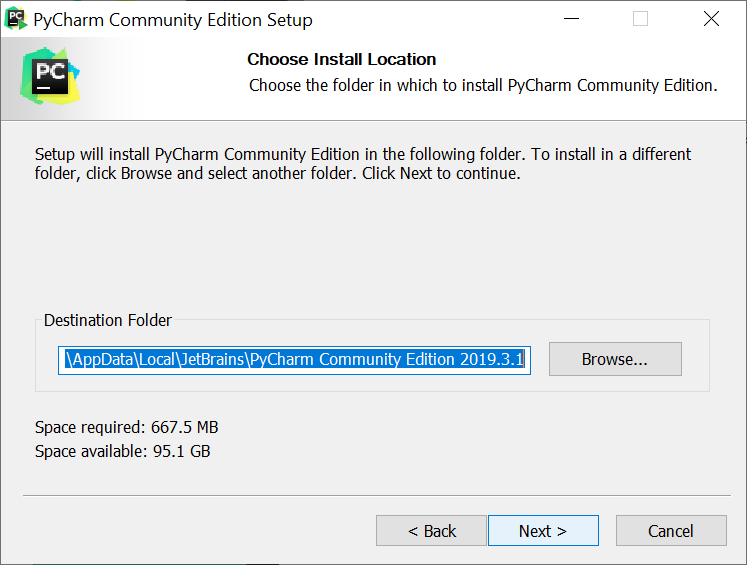 PyCharm Community Edition Setup
PC
Choose Install Location
Choose the folder in which to install PyCharm Community Edition.
Setup will install PyCharm Community Edition in the following folder. To install in a different
folder, click Browse and select another folder. Click Next to continue.
Destination Folder
\AppData\Local\JetBrains\PyCharm Community Edition 2019.3.1
Browse...
Space required: 667.5 MB
Space available: 95.1 GB
< Back
Next >
Cancel